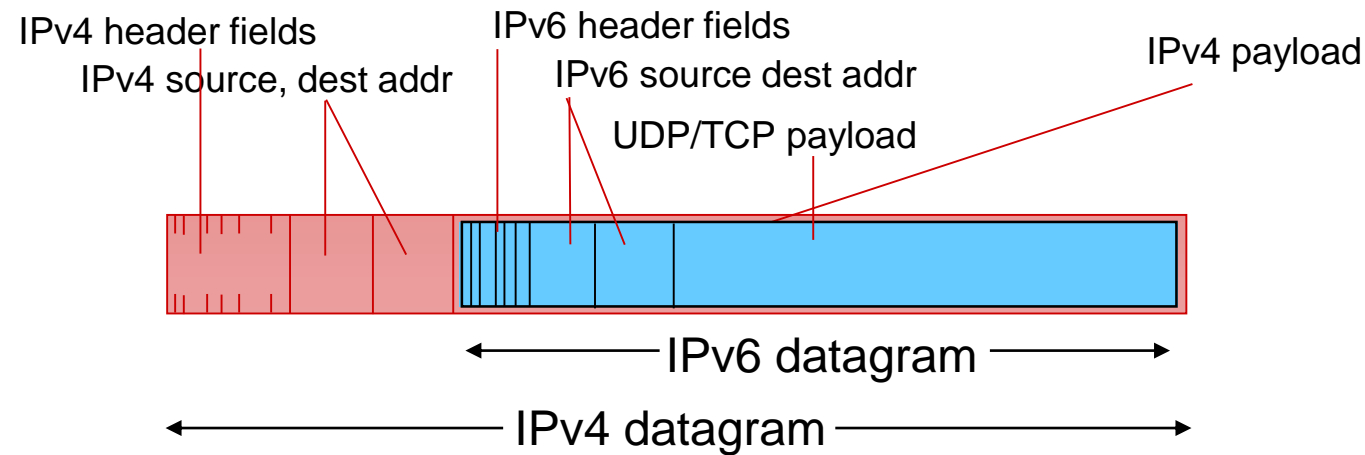 IPv4 header fields
IPv6 header fields
IPv4 payload
IPv4 source, dest addr
IPv6 source dest addr
UDP/TCP payload
IPv6 datagram
IPv4 datagram